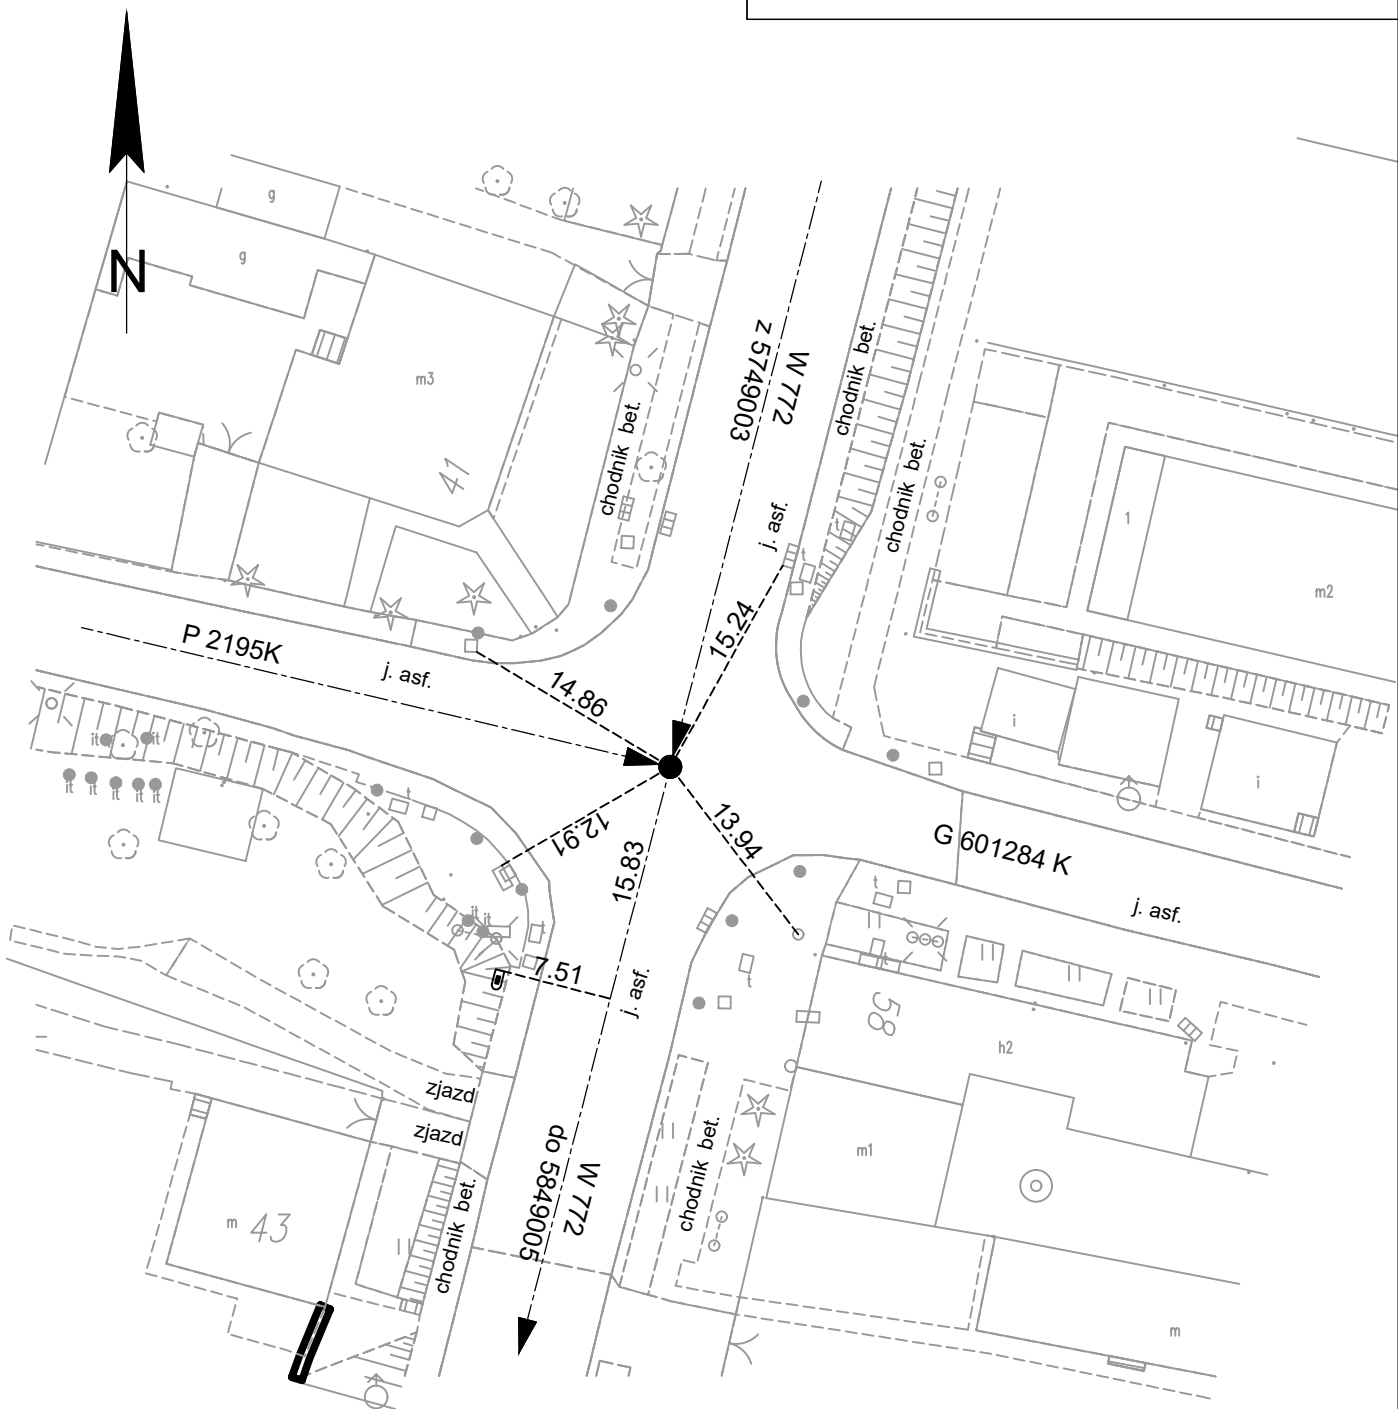 N
g
g
m3
41
chodnik bet.
z 5749003
W 772
chodnik bet.
chodnik bet.
j. asf.
t
t
1
m2
P 2195K
j. asf.
14.86
15.24
i
i
it
it
it
it
it
it
it
t
12.91
15.83
13.94
G 601284 K
j. asf.
t
it
it
t
7.51
j. asf.
t
t
58
h2
zjazd
zjazd
m1
m 43
chodnik bet.
do 5849005
W 772
chodnik bet.
m